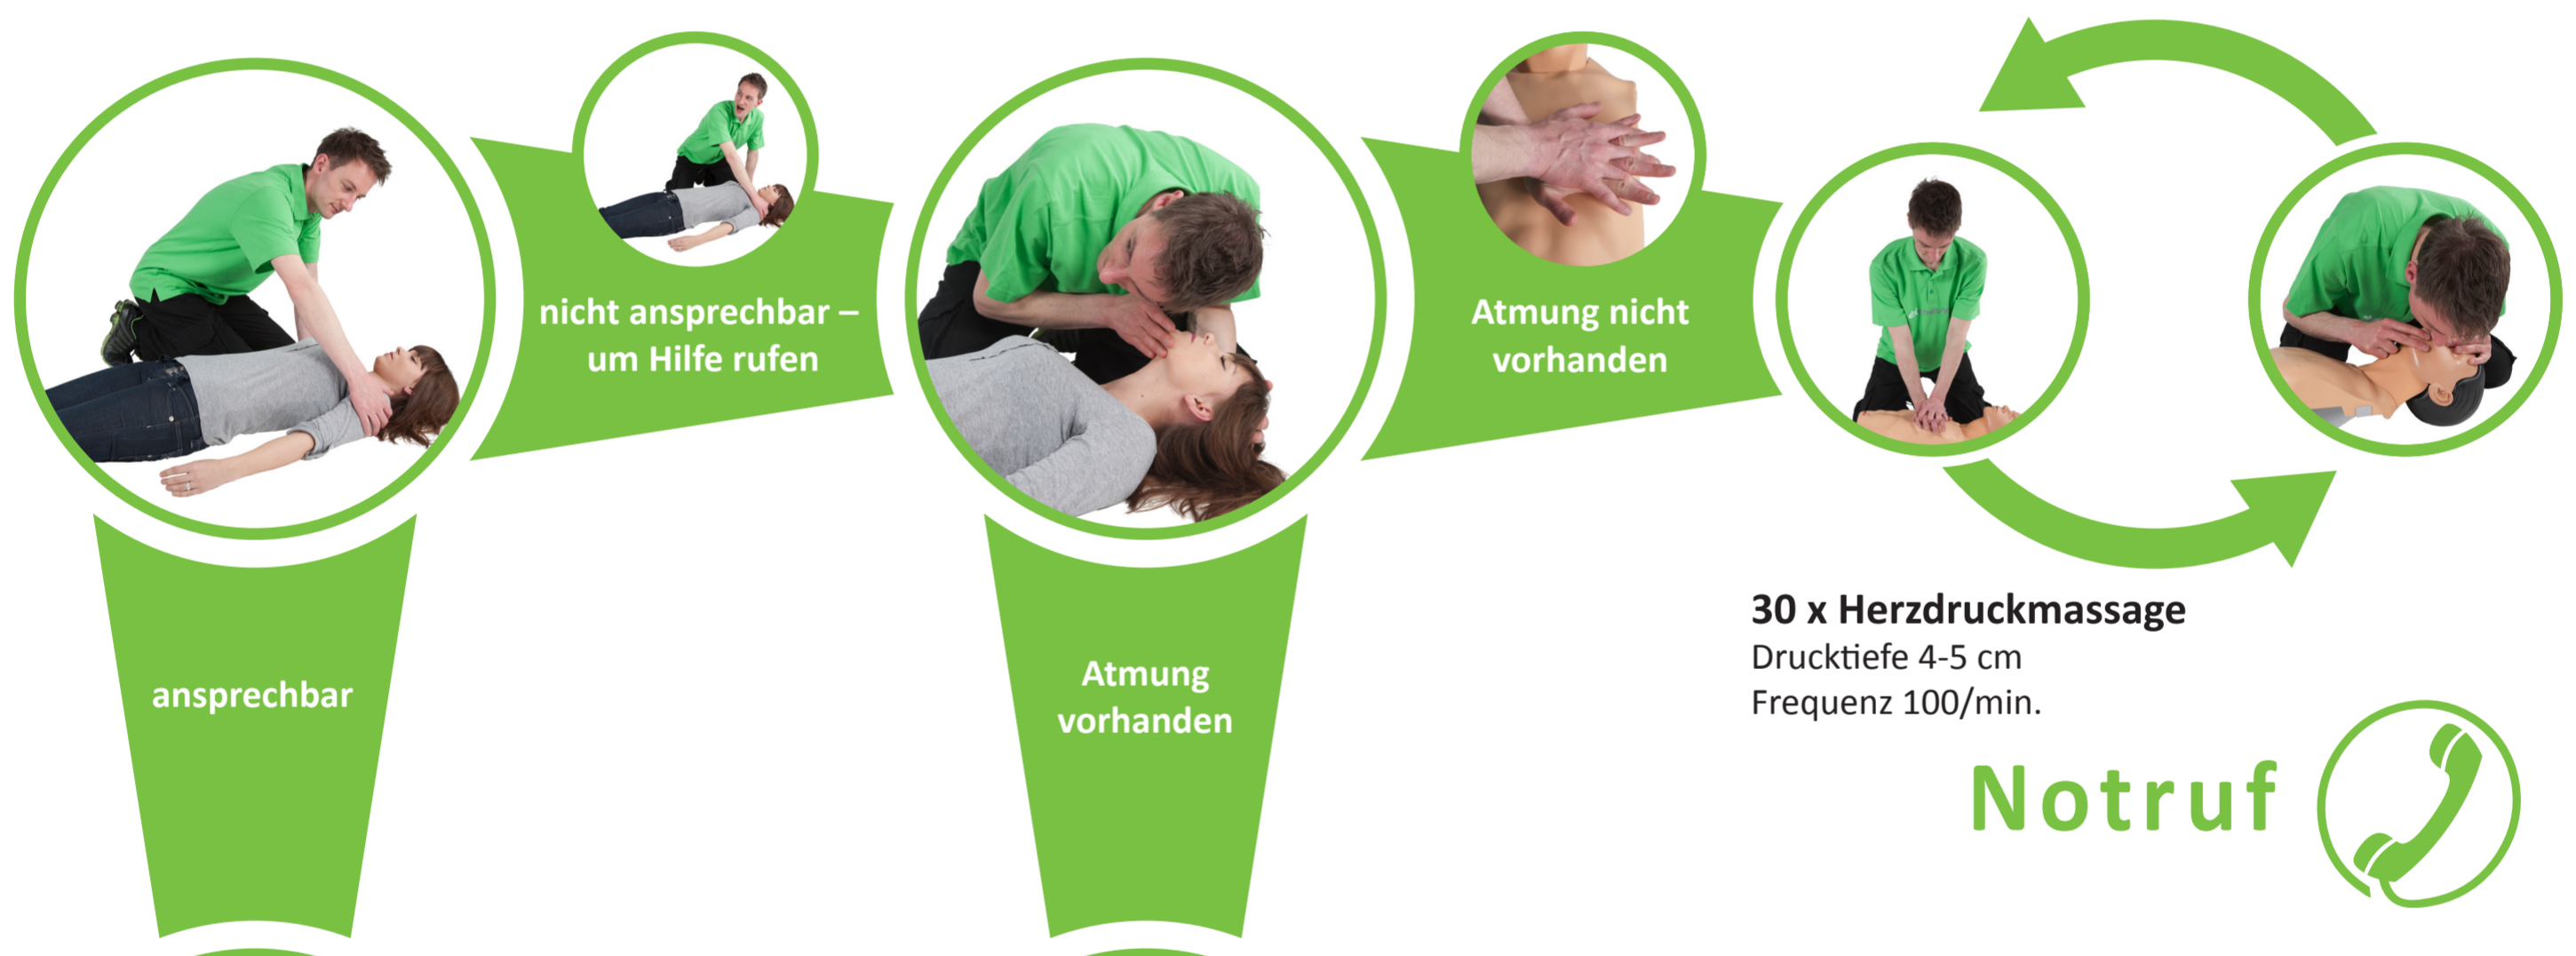 nicht ansprechbar –
um Hilfe rufen
Atmung nicht
vorhanden
ansprechbar
Atmung
vorhanden
30 x Herzdruckmassage
Drucktiefe 4-5 cm
Frequenz 100/min.
Notruf